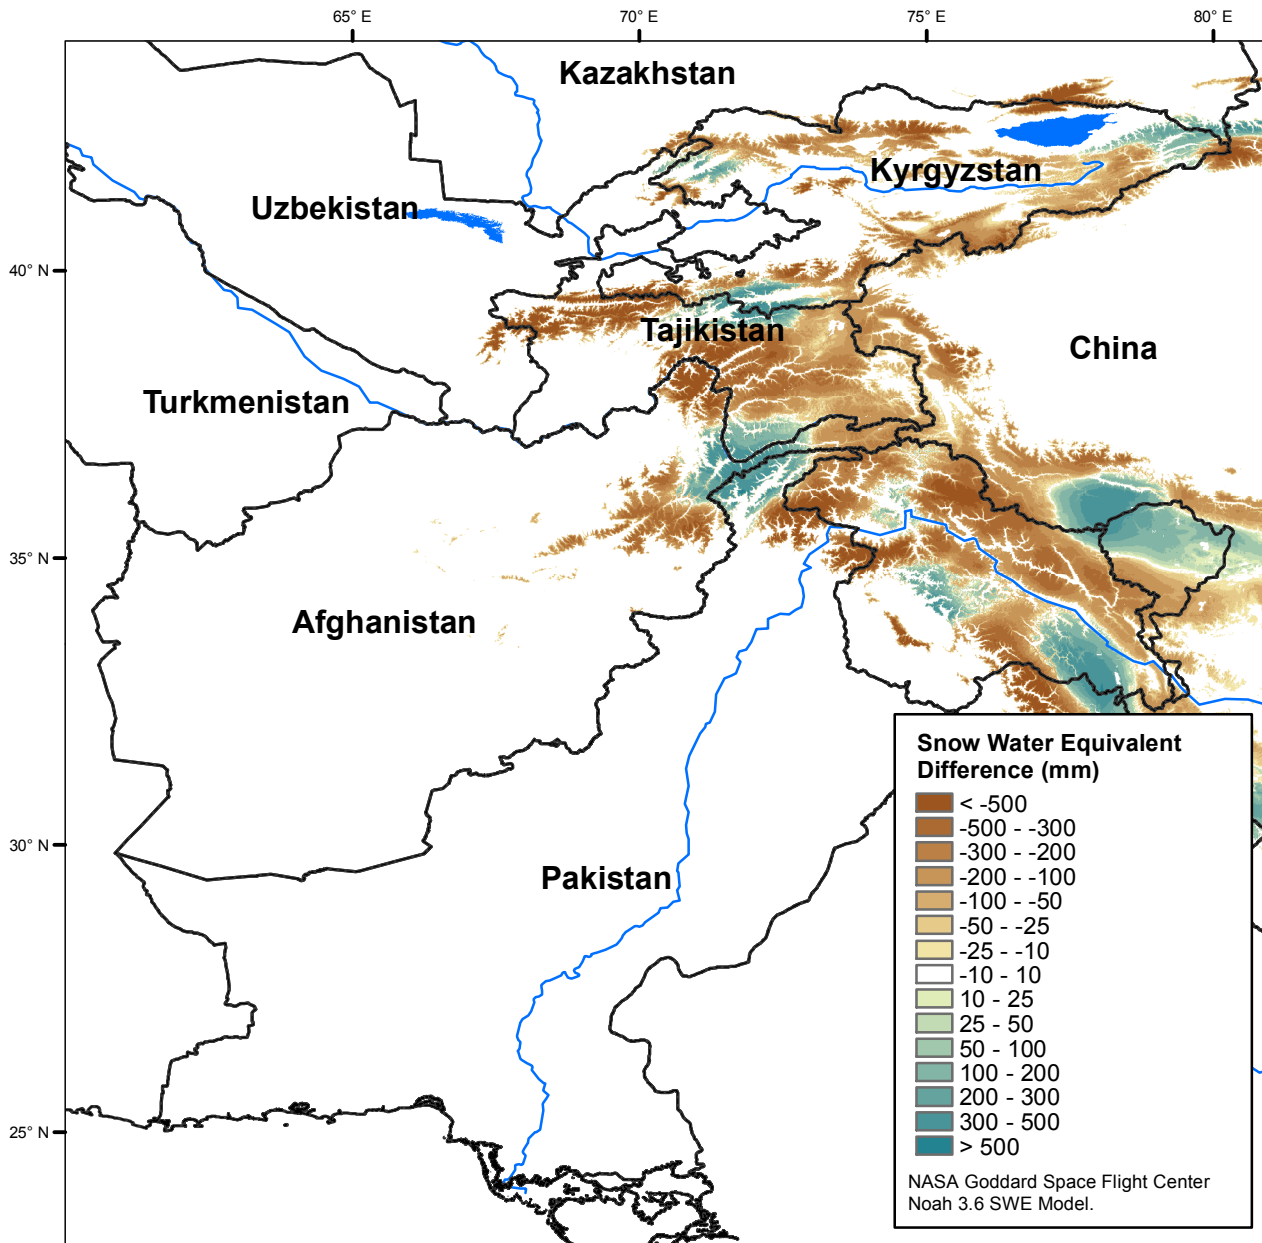 65° E
70° E
75° E
80° E
Kazakhstan
Kyrgyzstan
Uzbekistan
40° N
Tajikistan
China
Turkmenistan
35° N
Afghanistan
30° N
Pakistan
25° N
Snow Water Equivalent
Difference (mm)
< -500
-500 - -300
-300 - -200
-200 - -100
-100 - -50
-50 - -25
-25 - -10
-10 - 10
10 - 25
25 - 50
50 - 100
100 - 200
200 - 300
300 - 500
> 500
NASA Goddard Space Flight Center
Noah 3.6 SWE Model.